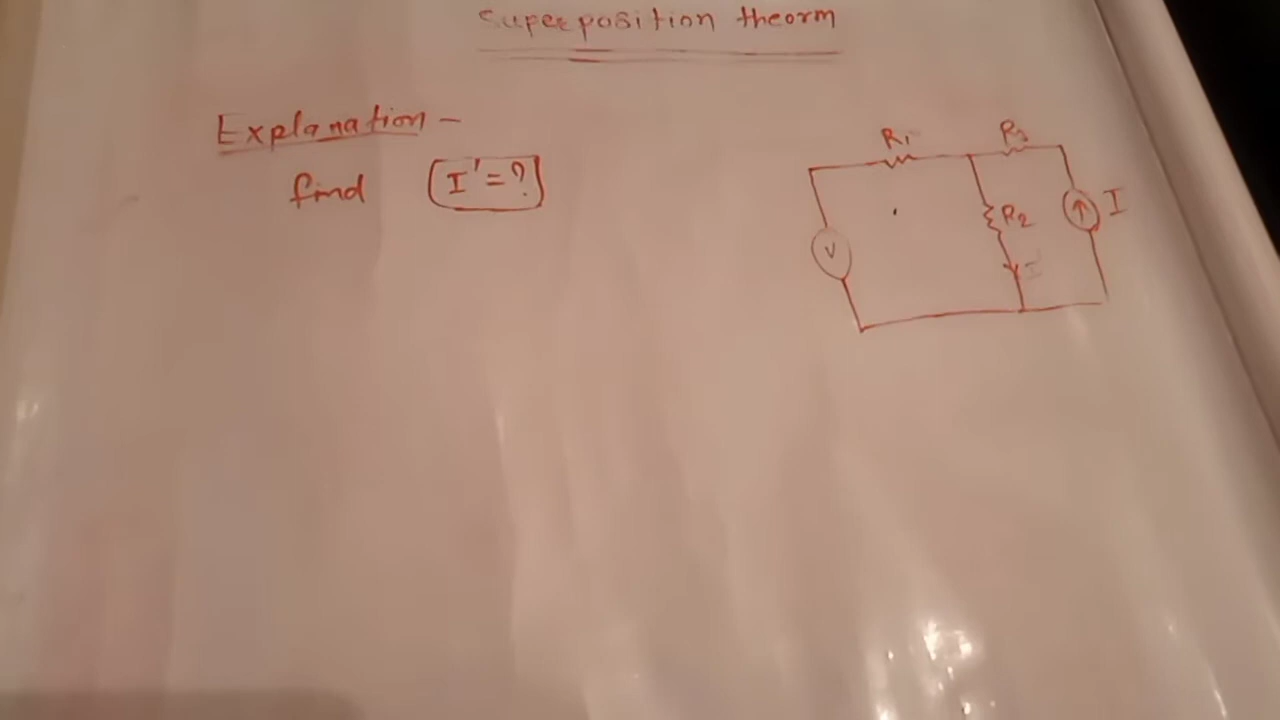 Superposition theorm
Explanation -
find I' = ?
R1
R3
R2
I
V